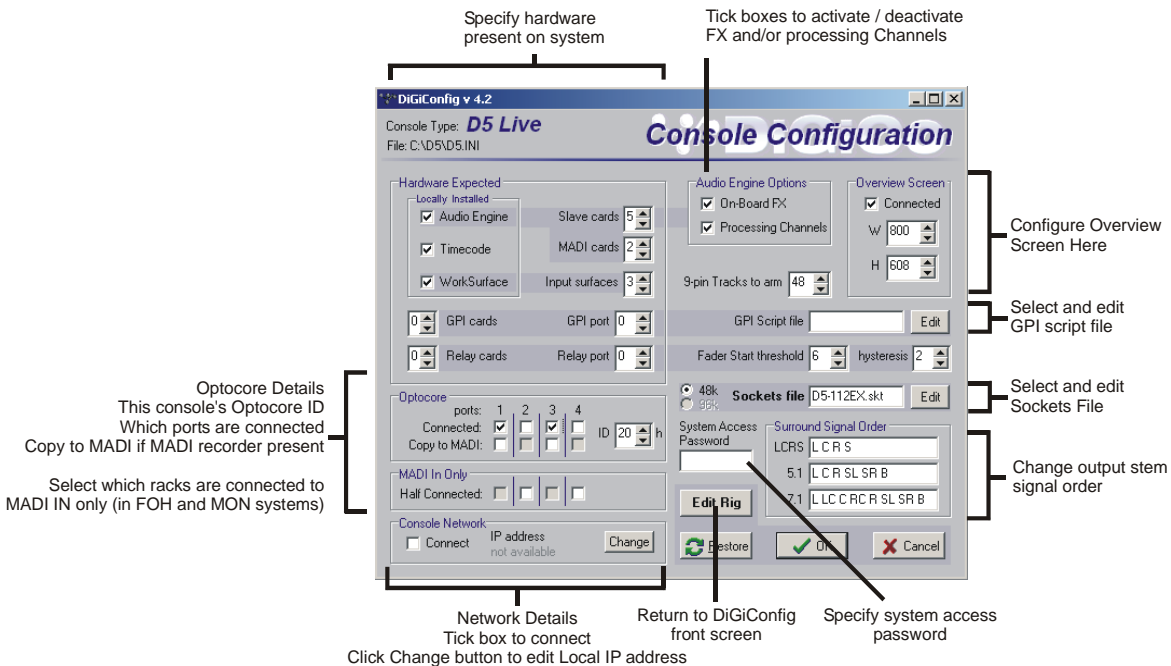 Specify hardware
present on system
Tick boxes to activate / deactivate
FX and/or processing Channels
DiGiConfig v 4.2
Console Type: D5 Live
File: C:\D5\D5.INI
DiGiCo
Console Configuration
Hardware Expected
Locally Installed
Audio Engine
Slave cards 5
Timecode
MADI cards 2
WorkSurface
Input surfaces 3
Audio Engine Options
On-Board FX
Processing Channels
Overview Screen
Connected
W 800
H 608
9-pin Tracks to arm 48
0 GPI cards GPI port 0
GPI Script file Edit
0 Relay cards Relay port 0
Fader Start threshold 6 hysteresis 2
Optocore
ports: 1 2 3 4
Connected:
Copy to MADI:
ID 20 h
48k
96k
Sockets file D5-112EX.skt Edit
System Access
Password
Surround Signal Order
LCRS L C R S
5.1 L C R SL SR B
7.1 L LC C RC R SL SR B
MADI In Only
Half Connected:
Edit Rig
Console Network
Connect
IP address
not available
Change
Restore
OK
Cancel
Configure Overview
Screen Here
Select and edit
GPI script file
Select and edit
Sockets File
Change output stem
signal order
Optocore Details
This console's Optocore ID
Which ports are connected
Copy to MADI if MADI recorder present
Select which racks are connected to
MADI IN only (in FOH and MON systems)
Network Details
Tick box to connect
Click Change button to edit Local IP address
Return to DiGiConfig
front screen
Specify system access
password